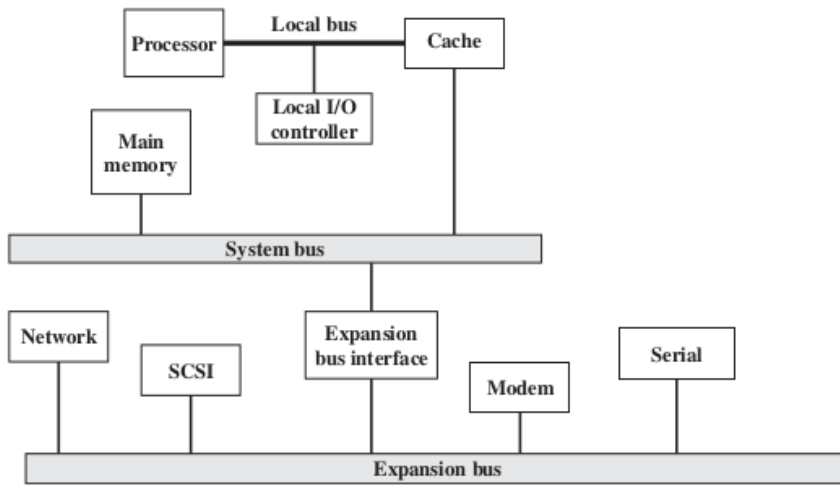 Local bus
Processor
Cache
Local I/O
controller
Main
memory
System bus
Network
Expansion
bus interface
SCSI
Serial
Modem
Expansion bus